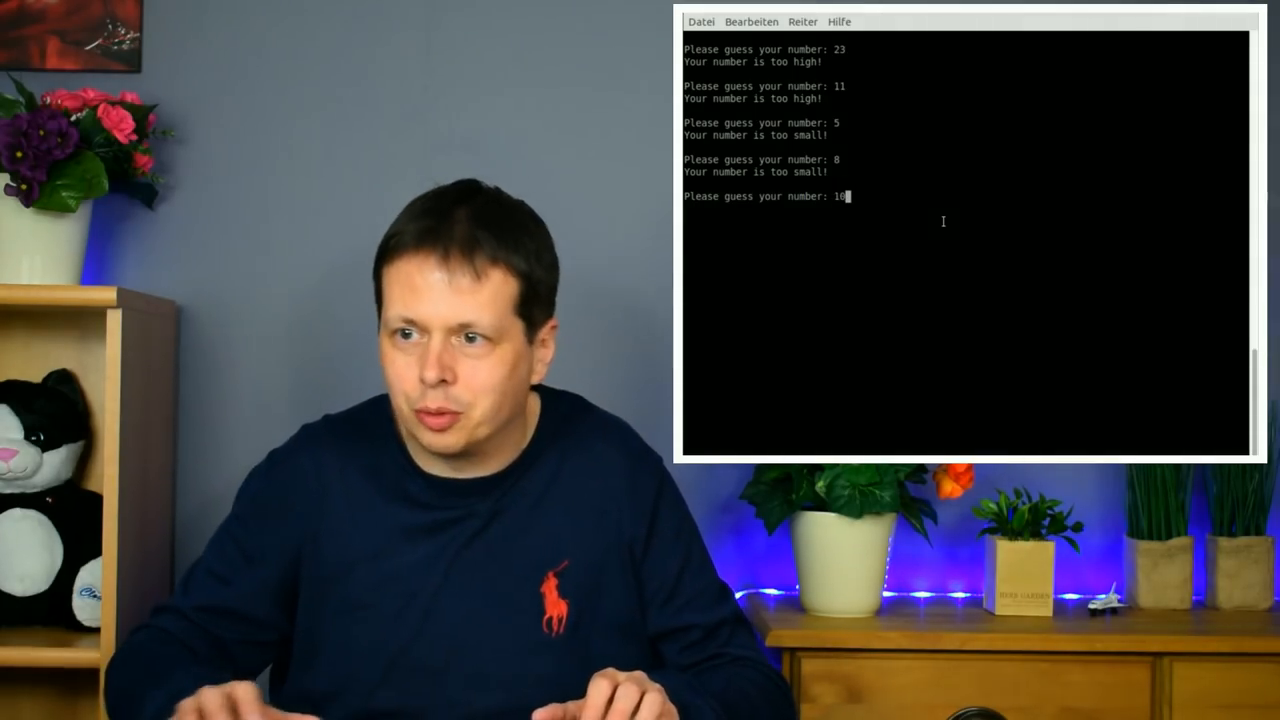 Datei Bearbeiten Reiter Hilfe
Please guess your number: 23
Your number is too high!
Please guess your number: 11
Your number is too high!
Please guess your number: 5
Your number is too small!
Please guess your number: 8
Your number is too small!
Please guess your number: 10
HERB GARDEN